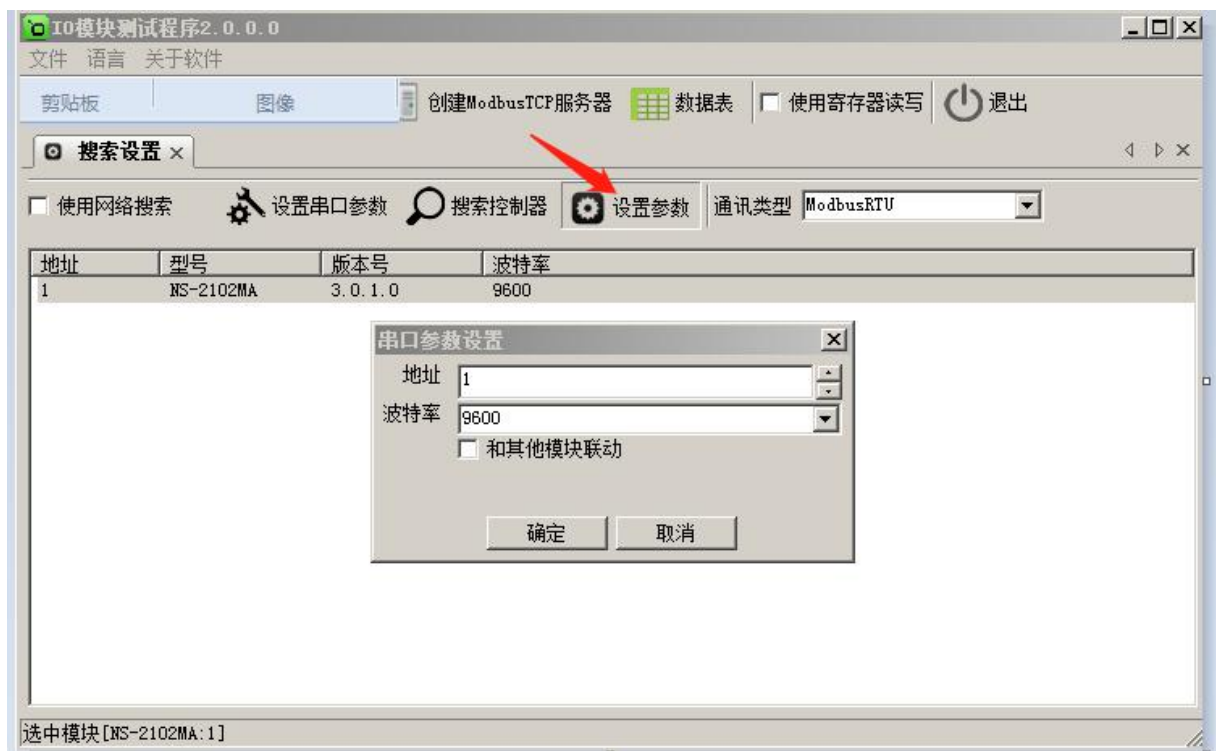 IO模块测试程序2.0.0.0
文件 语言 关于软件
剪贴板 图像 创建ModbusTCP服务器 数据表 使用寄存器读写 退出
搜索设置
使用网络搜索 设置串口参数 搜索控制器 设置参数 通讯类型 ModbusRTU
地址 型号 版本号 波特率
1 NS-2102MA 3.0.1.0 9600
串口参数设置
地址 1
波特率 9600
和其他模块联动
确定 取消
选中模块[NS-2102MA:1]